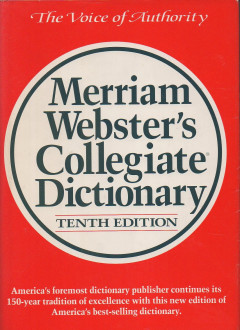 The Voice of Authority
Merriam
Webster's
Collegiate®
Dictionary
TENTH EDITION
America's foremost dictionary publisher continues its
150-year tradition of excellence with this new edition of
America's best-selling dictionary.